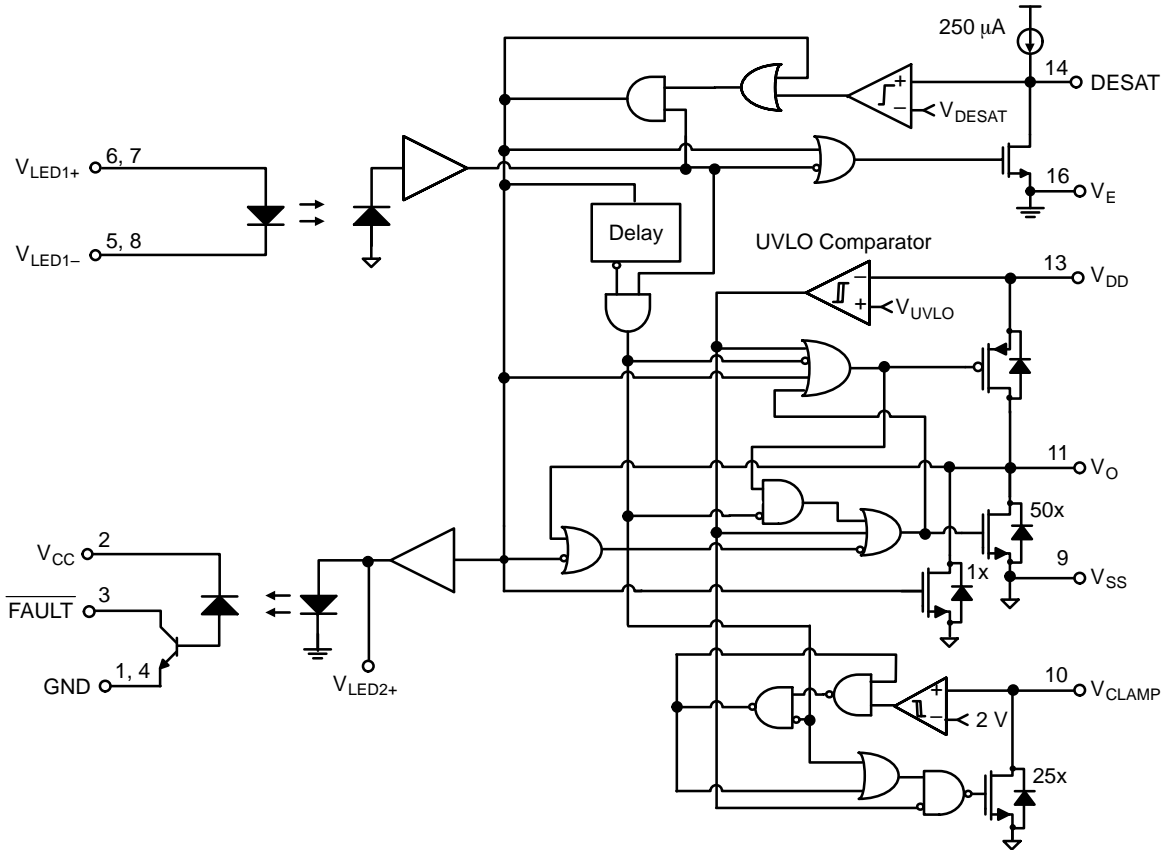 250 μA
14
DESAT
V_DESAT
6, 7
V_LED1+
16
V_E
5, 8
V_LED1–
Delay
UVLO Comparator
13
V_DD
V_UVLO
11
V_O
50x
2
V_CC
3
FAULT
1x
9
V_SS
1, 4
GND
V_LED2+
10
V_CLAMP
2 V
25x
+
–
–
+
+
–